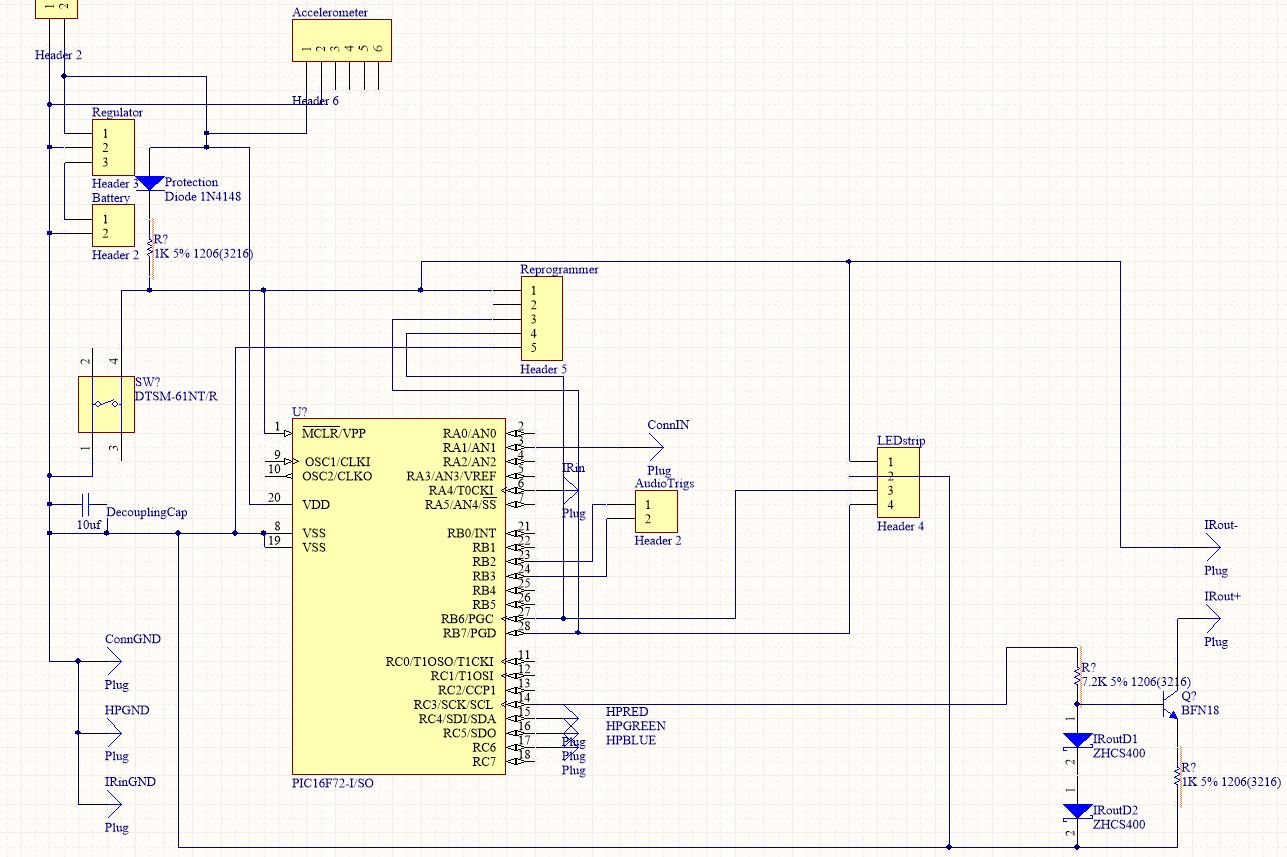 1 2
Header 2
Accelerometer
1 2 3 4 5 6
Header 6
Regulator
1
2
3
Header 3
Protection
Diode 1N4148
Battery
1
2
Header 2
R?
1K 5% 1206(3216)
Reprogrammer
1
2
3
4
5
Header 5
2 4
SW?
DTSM-61NT/R
1 3
10uf
DecouplingCap
U?
1 MCLR/VPP
9 OSC1/CLKI
10 OSC2/CLKO
20 VDD
8 VSS
19 VSS
RA0/AN0 2
RA1/AN1 3
RA2/AN2 4
RA3/AN3/VREF 5
RA4/T0CKI 6
RA5/AN4/SS 7
RB0/INT 21
RB1 22
RB2 23
RB3 24
RB4 25
RB5 26
RB6/PGC 27
RB7/PGD 28
RC0/T1OSO/T1CKI 11
RC1/T1OSI 12
RC2/CCP1 13
RC3/SCK/SCL 14
RC4/SDI/SDA 15
RC5/SDO 16
RC6 17
RC7 18
PIC16F72-I/SO
ConnIN
Plug
IRin
Plug
AudioTrigs
1
2
Header 2
LEDstrip
1
2
3
4
Header 4
IRout-
Plug
IRout+
Plug
ConnGND
Plug
HPGND
Plug
IRinGND
Plug
HPRED
HPGREEN
HPBLUE
Plug
Plug
Plug
R?
7.2K 5% 1206(3216)
Q?
BFN18
1
IRoutD1
ZHCS400
2
R?
1K 5% 1206(3216)
1
IRoutD2
ZHCS400
2